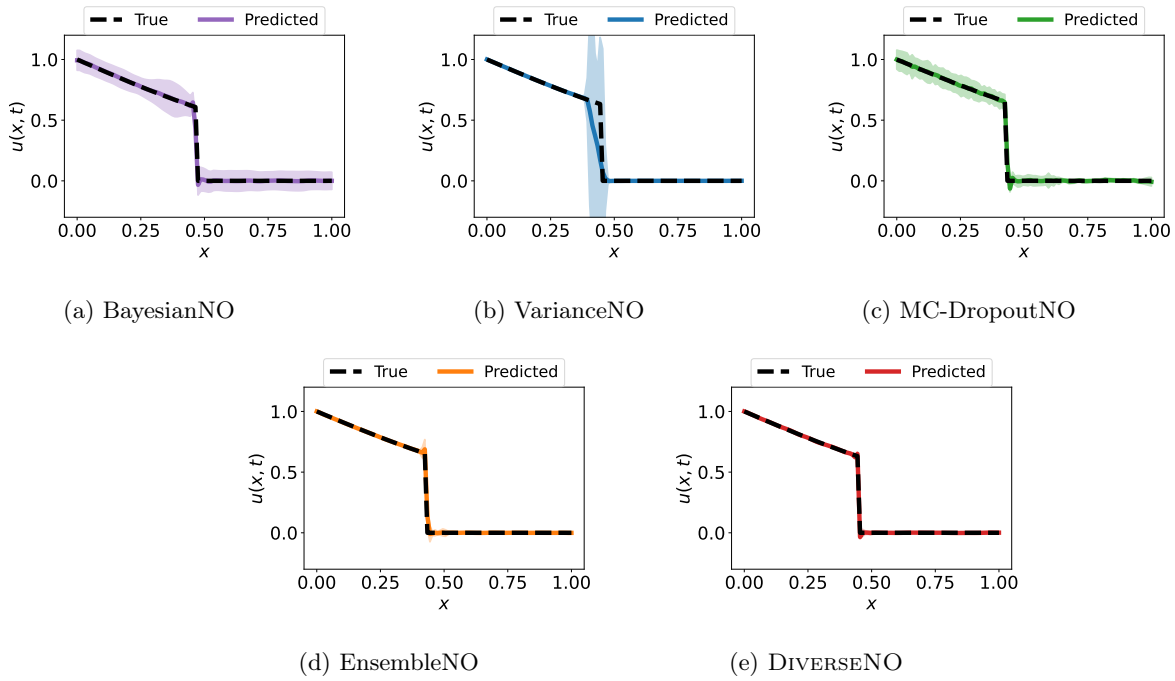 True Predicted
1.0
0.5
0.0
u(x, t)
0.00 0.25 0.50 0.75 1.00
x
(a) BayesianNO
True Predicted
1.0
0.5
0.0
u(x, t)
0.00 0.25 0.50 0.75 1.00
x
(b) VarianceNO
True Predicted
1.0
0.5
0.0
u(x, t)
0.00 0.25 0.50 0.75 1.00
x
(c) MC-DropoutNO
True Predicted
1.0
0.5
0.0
u(x, t)
0.00 0.25 0.50 0.75 1.00
x
(d) EnsembleNO
True Predicted
1.0
0.5
0.0
u(x, t)
0.00 0.25 0.50 0.75 1.00
x
(e) DIVERSENO